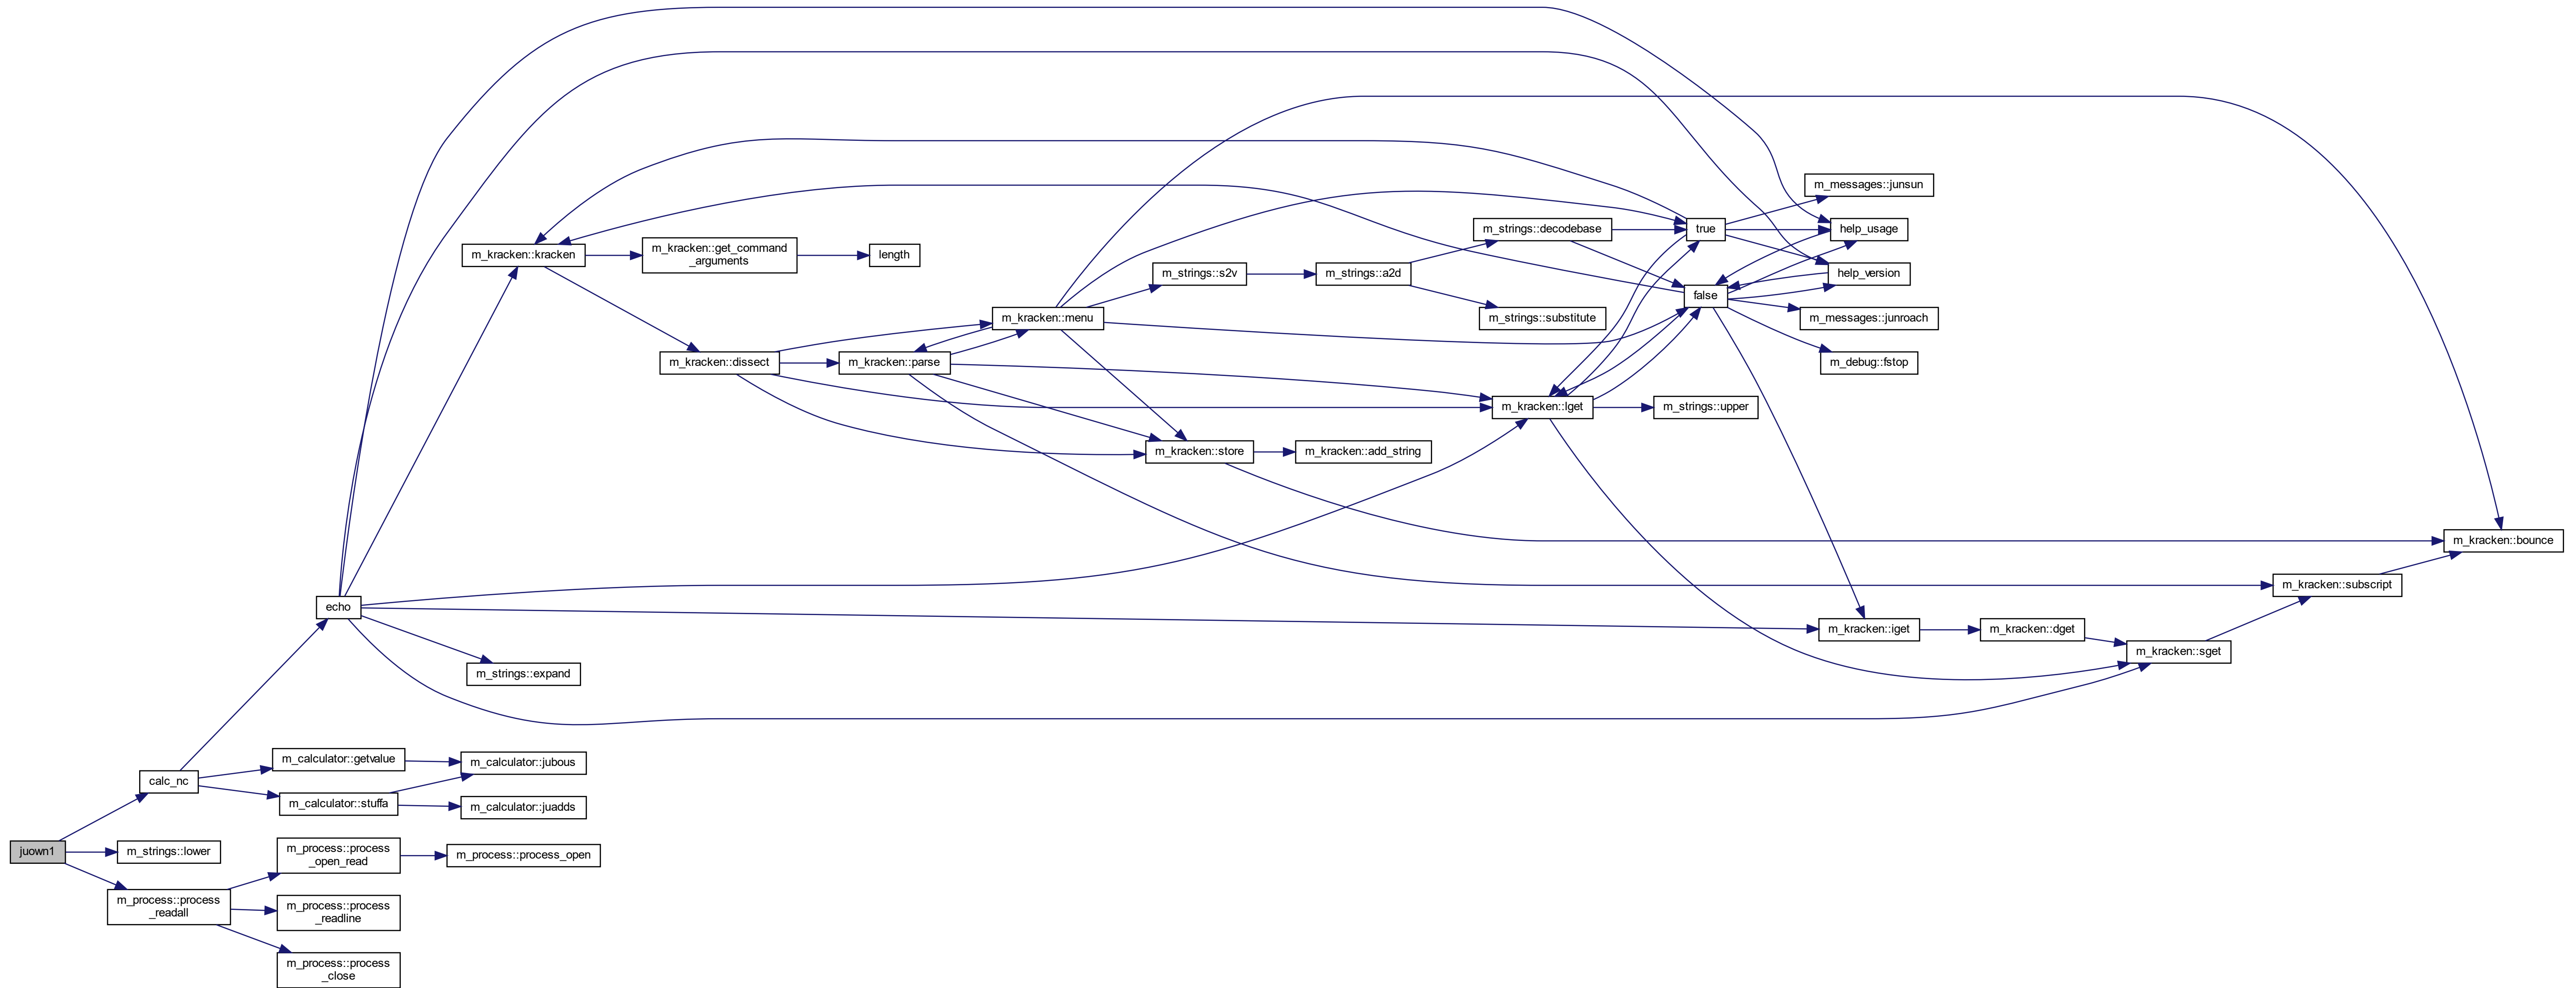 m_messages::junsun
m_strings::decodebase
true
help_usage
m_kracken::kracken
m_kracken::get_command
_arguments
length
m_strings::s2v
m_strings::a2d
help_version
false
m_kracken::menu
m_strings::substitute
m_messages::junroach
m_kracken::dissect
m_kracken::parse
m_debug::fstop
m_kracken::lget
m_strings::upper
m_kracken::store
m_kracken::add_string
m_kracken::bounce
m_kracken::subscript
echo
m_kracken::iget
m_kracken::dget
m_kracken::sget
m_strings::expand
m_calculator::getvalue
m_calculator::jubous
calc_nc
m_calculator::stuffa
m_calculator::juadds
juown1
m_strings::lower
m_process::process
_open_read
m_process::process_open
m_process::process
_readall
m_process::process
_readline
m_process::process
_close